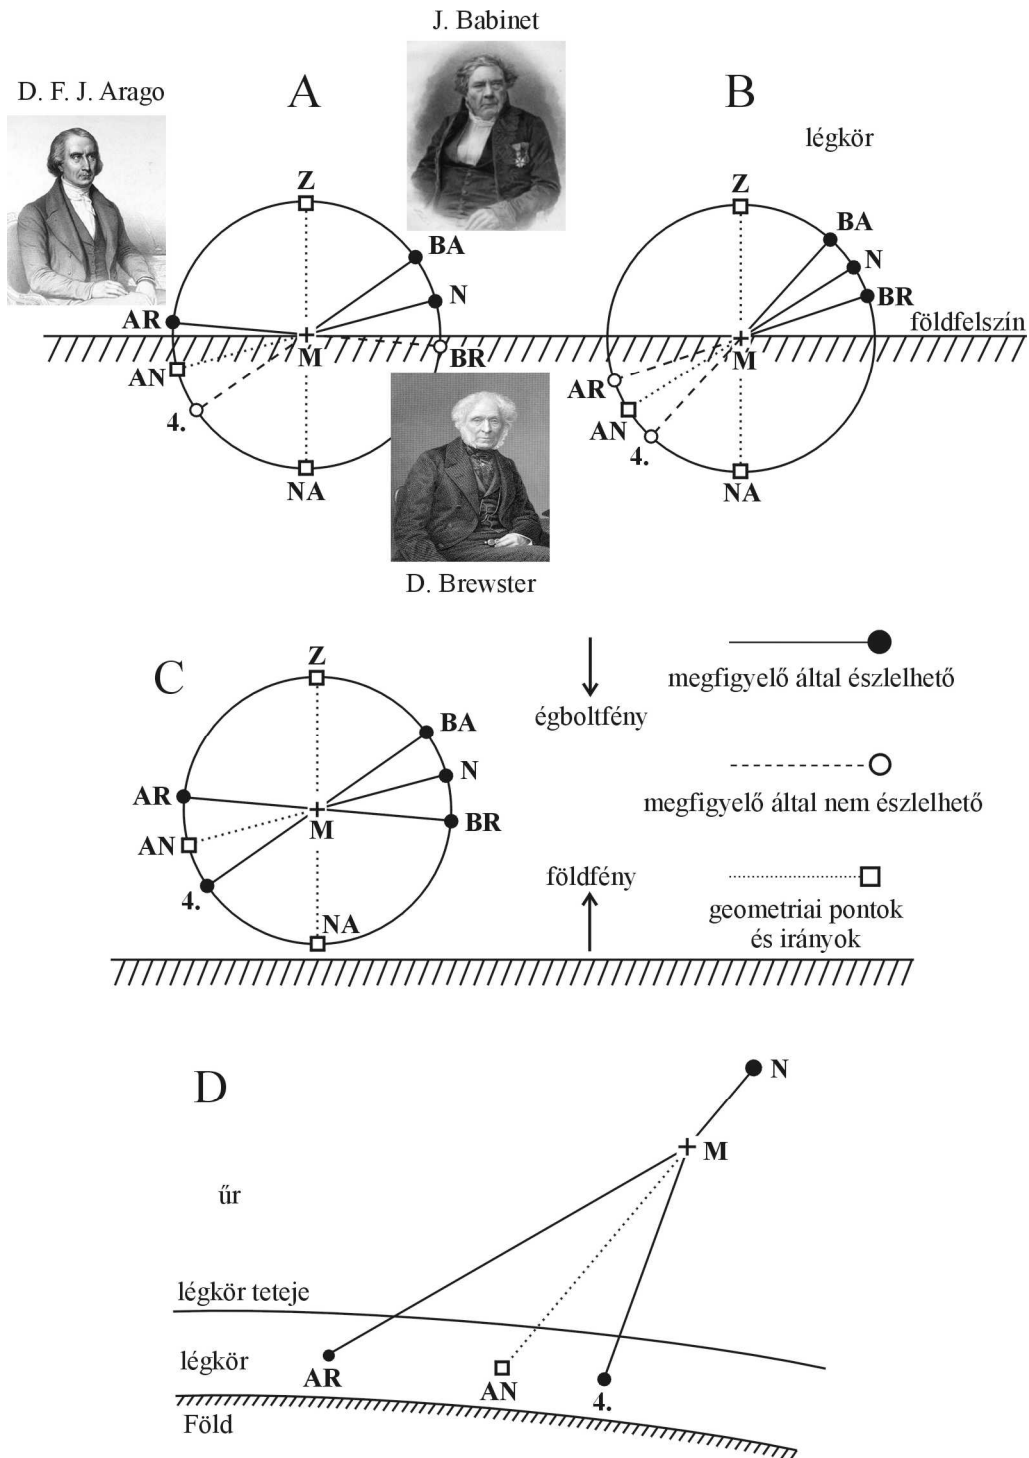 J. Babinet
D. F. J. Arago
A
B
légkör
Z
BA
N
AR
M
BR
AN
4.
NA
Z
BA
N
BR
földfelszín
M
AR
AN
4.
NA
D. Brewster
C
Z
BA
N
AR
M
BR
AN
4.
NA
égboltfény
földfény
megfigyelő által észlelhető
megfigyelő által nem észlelhető
geometriai pontok
és irányok
D
N
M
űr
légkör teteje
légkör
AR
AN
4.
Föld